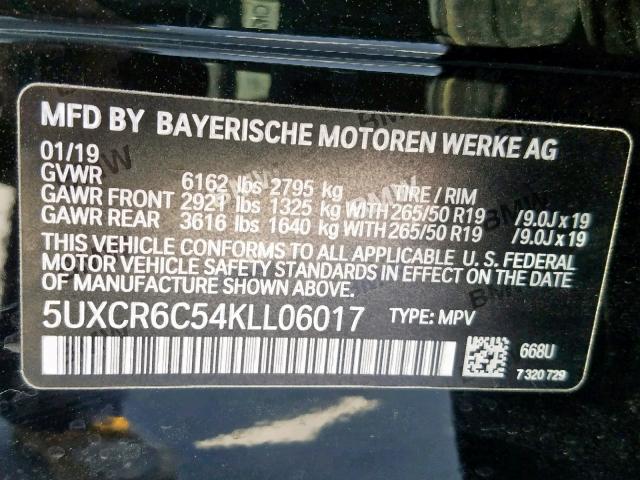 MFD BY BAYERISCHE MOTOREN WERKE AG
01/19
GVWR 6162 lbs 2795 kg TIRE / RIM
GAWR FRONT 2921 lbs 1325 kg WITH 265/50 R19 /9.0J x 19
GAWR REAR 3616 lbs 1640 kg WITH 265/50 R19 /9.0J x 19
THIS VEHICLE CONFORMS TO ALL APPLICABLE U. S. FEDERAL
MOTOR VEHICLE SAFETY STANDARDS IN EFFECT ON THE DATE
OF MANUFACTURE SHOWN ABOVE.
5UXCR6C54KLL06017 TYPE: MPV
668U
7 320 729